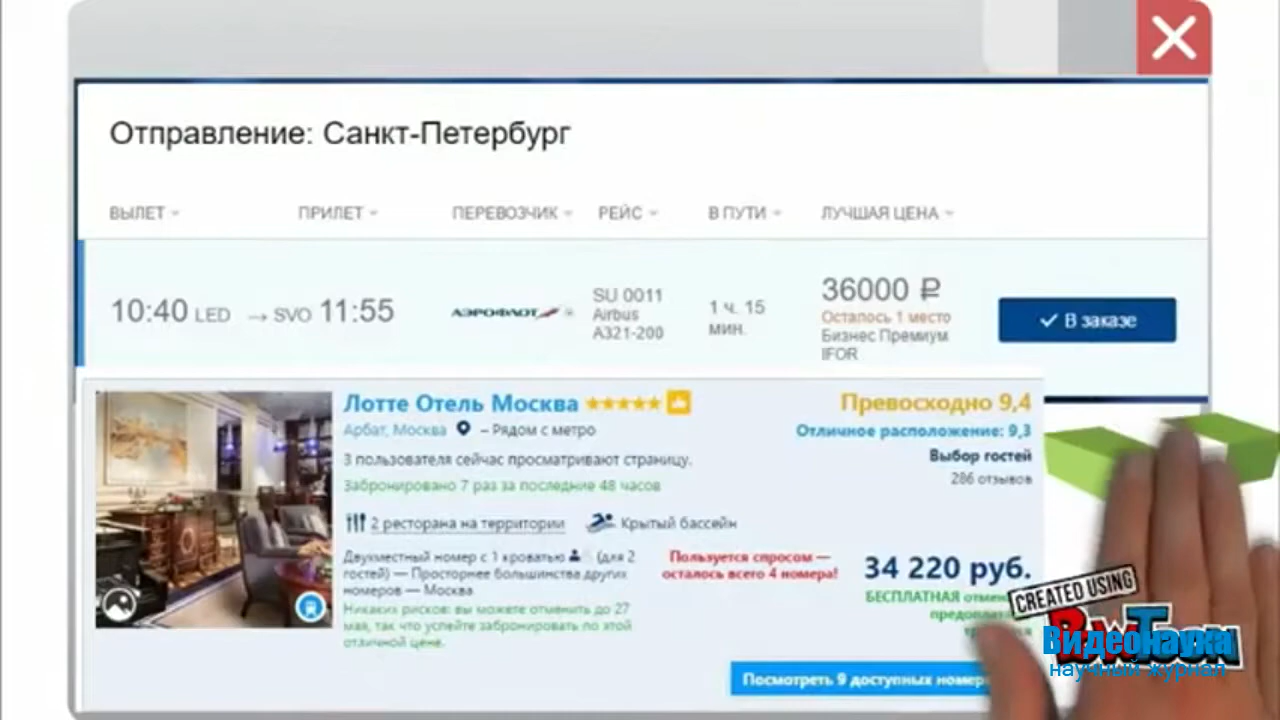 Отправление: Санкт-Петербург
ВЫЛЕТ ПРИЛЕТ ПЕРЕВОЗЧИК РЕЙС В ПУТИ ЛУЧШАЯ ЦЕНА
10:40 LED → SVO 11:55
АЭРОФЛОТ
SU 0011
Airbus
A321-200
1 ч. 15
мин.
36000 ₽
Осталось 1 место
Бизнес Премиум
IFOR
✓ В заказе
Лотте Отель Москва ★★★★★
Арбат, Москва – Рядом с метро
3 пользователя сейчас просматривают страницу.
Забронировано 7 раз за последние 48 часов
2 ресторана на территории Крытый бассейн
Двухместный номер с 1 кроватью (для 2
гостей) — Просторнее большинства других
номеров — Москва
Никаких рисков: вы можете отменить до 27
мая, так что успейте забронировать по этой
отличной цене.
Пользуется спросом —
осталось всего 4 номера!
Превосходно 9,4
Отличное расположение: 9,3
Выбор гостей
286 отзывов
34 220 руб.
БЕСПЛАТНАЯ
Посмотреть 9 доступных
CREATED USING
PowToon
Видеонаука
научный журнал